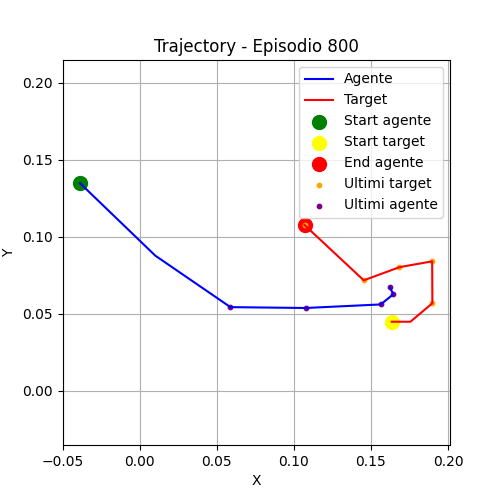 Trajectory - Episodio 800
Agente
Target
Start agente
Start target
End agente
Ultimi target
Ultimi agente
Y
0.20
0.15
0.10
0.05
0.00
−0.05
0.00
0.05
0.10
0.15
0.20
X